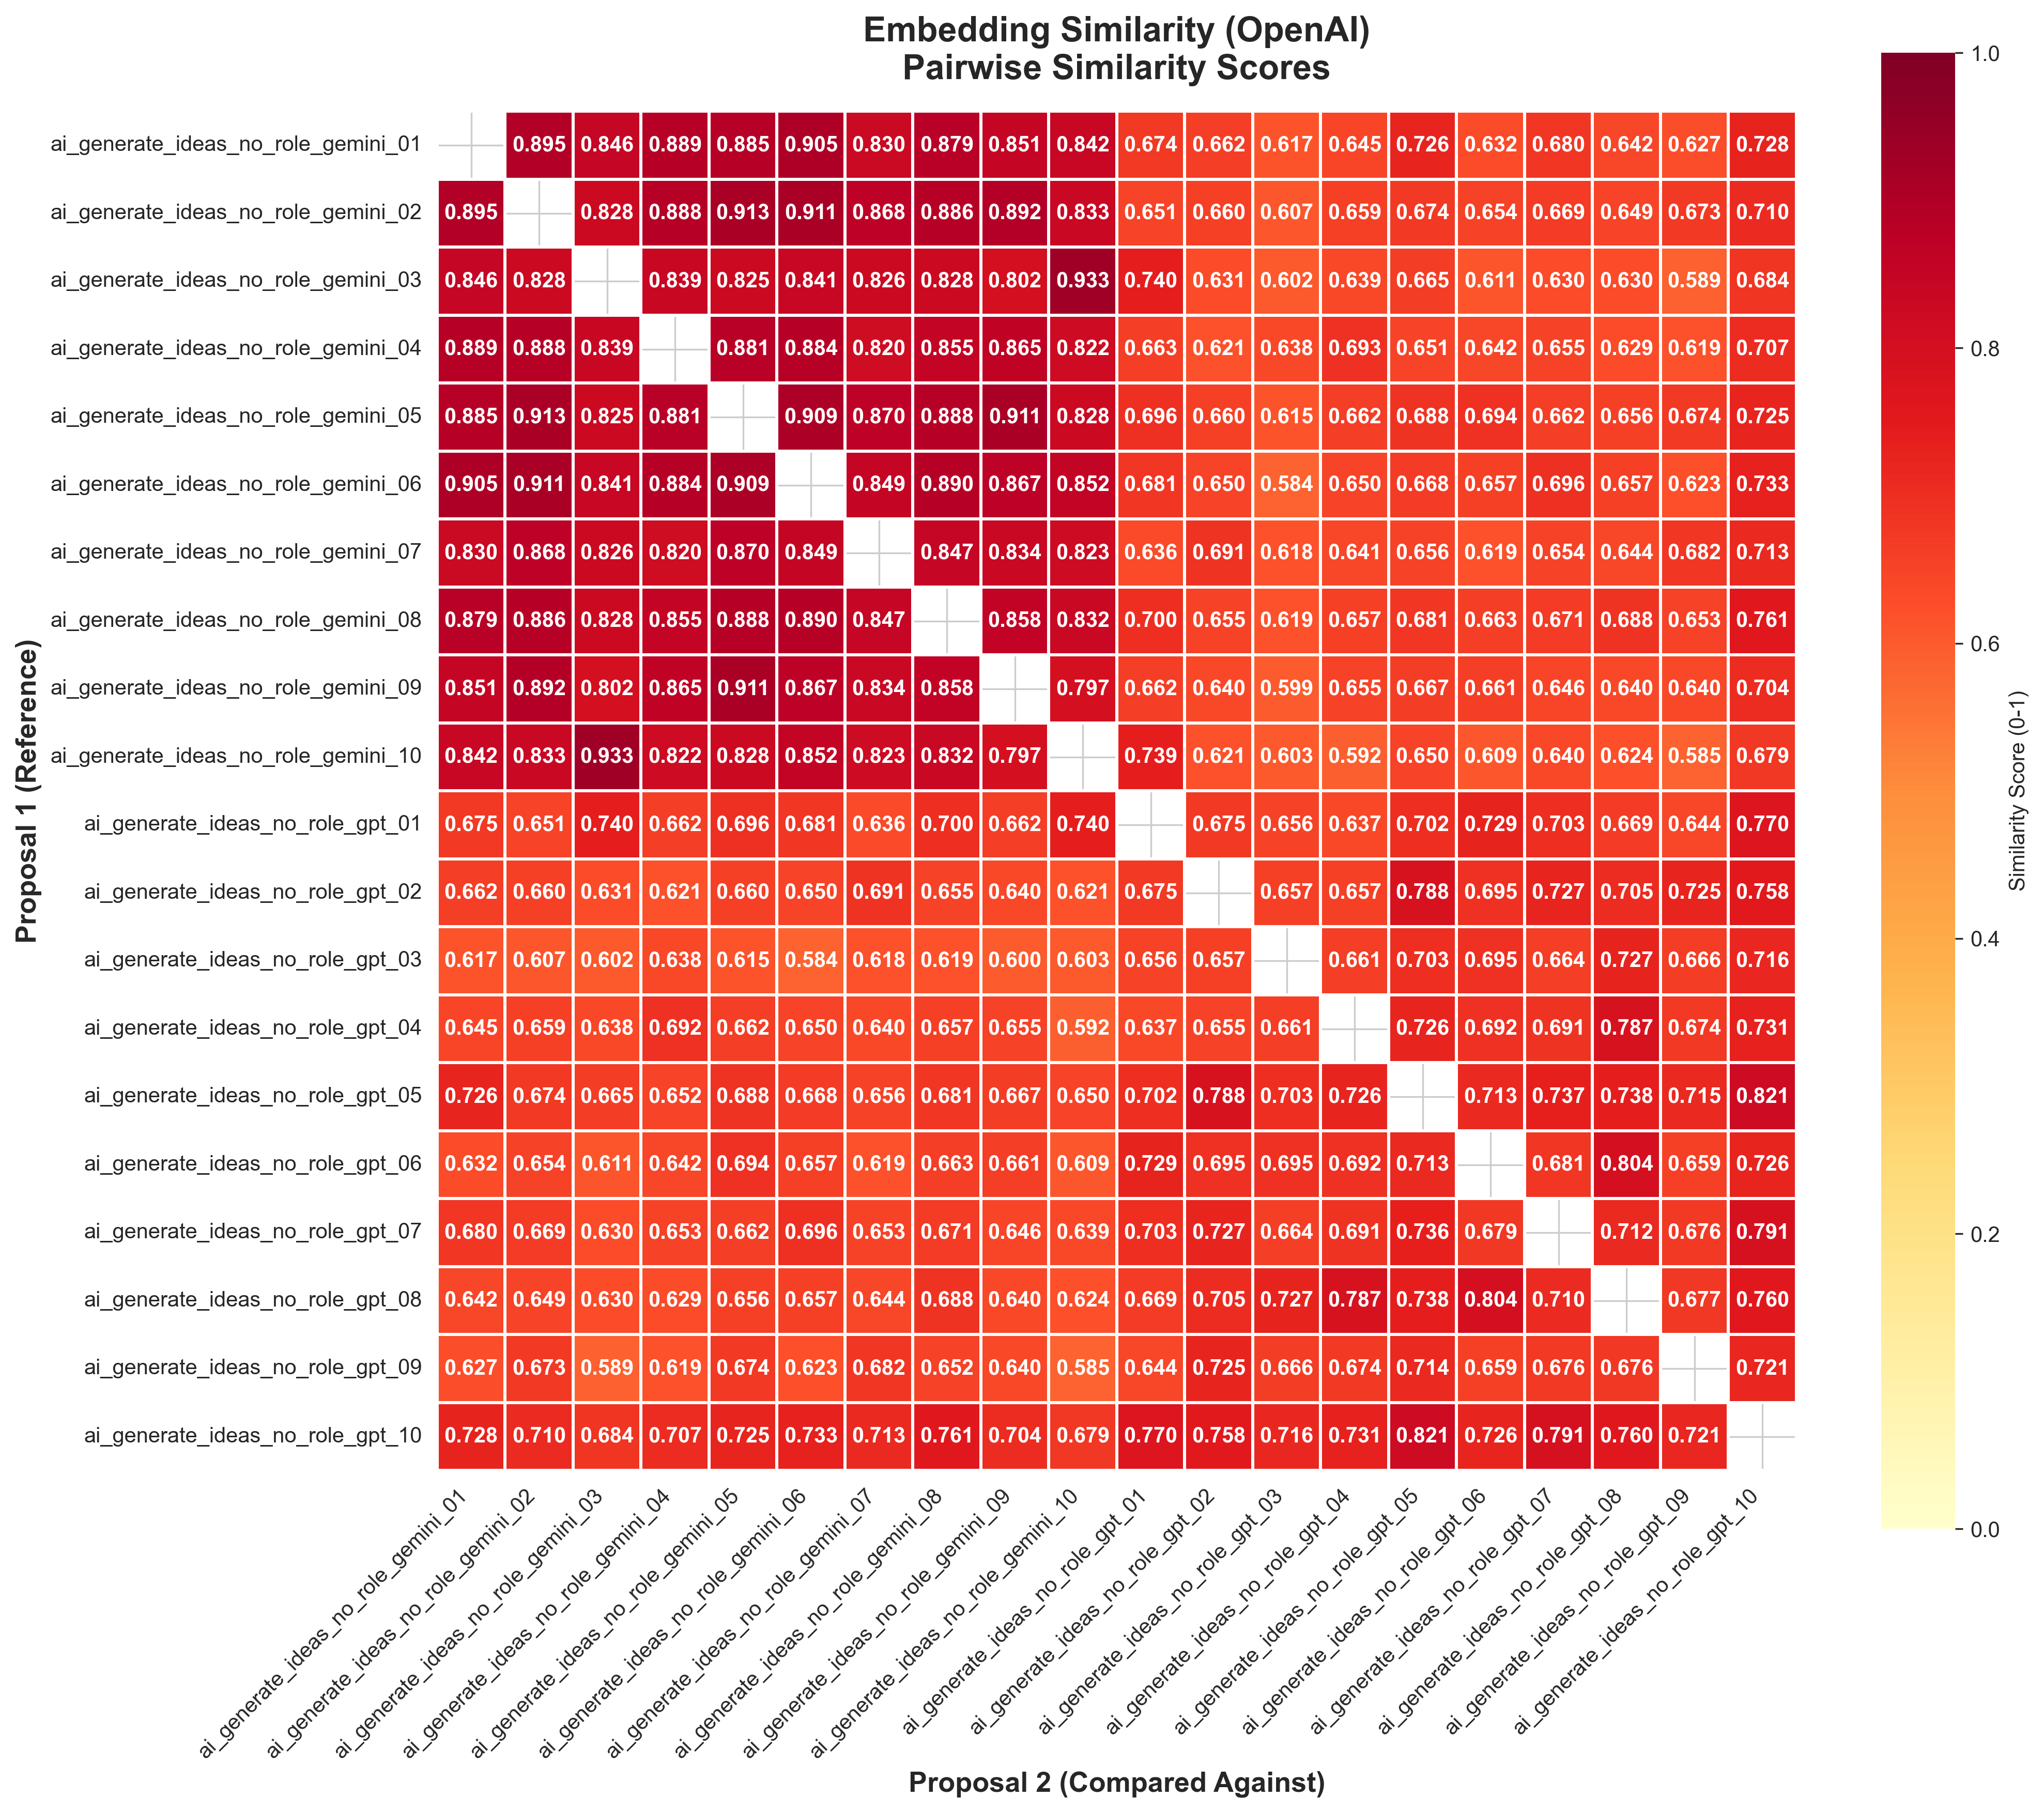 Embedding Similarity (OpenAI)
Pairwise Similarity Scores
ai_generate_ideas_no_role_gemini_01 0.895 0.846 0.889 0.885 0.905 0.830 0.879 0.851 0.842 0.674 0.662 0.617 0.645 0.726 0.632 0.680 0.642 0.627 0.728
ai_generate_ideas_no_role_gemini_02 0.895 0.828 0.888 0.913 0.911 0.868 0.886 0.892 0.833 0.651 0.660 0.607 0.659 0.674 0.654 0.669 0.649 0.673 0.710
ai_generate_ideas_no_role_gemini_03 0.846 0.828 0.839 0.825 0.841 0.826 0.828 0.802 0.933 0.740 0.631 0.602 0.639 0.665 0.611 0.630 0.630 0.589 0.684
ai_generate_ideas_no_role_gemini_04 0.889 0.888 0.839 0.881 0.884 0.820 0.855 0.865 0.822 0.663 0.621 0.638 0.693 0.651 0.642 0.655 0.629 0.619 0.707
ai_generate_ideas_no_role_gemini_05 0.885 0.913 0.825 0.881 0.909 0.870 0.888 0.911 0.828 0.696 0.660 0.615 0.662 0.688 0.694 0.662 0.656 0.674 0.725
ai_generate_ideas_no_role_gemini_06 0.905 0.911 0.841 0.884 0.909 0.849 0.890 0.867 0.852 0.681 0.650 0.584 0.650 0.668 0.657 0.696 0.657 0.623 0.733
ai_generate_ideas_no_role_gemini_07 0.830 0.868 0.826 0.820 0.870 0.849 0.847 0.834 0.823 0.636 0.691 0.618 0.641 0.656 0.619 0.654 0.644 0.682 0.713
ai_generate_ideas_no_role_gemini_08 0.879 0.886 0.828 0.855 0.888 0.890 0.847 0.858 0.832 0.700 0.655 0.619 0.657 0.681 0.663 0.671 0.688 0.653 0.761
ai_generate_ideas_no_role_gemini_09 0.851 0.892 0.802 0.865 0.911 0.867 0.834 0.858 0.797 0.662 0.640 0.599 0.655 0.667 0.661 0.646 0.640 0.640 0.704
ai_generate_ideas_no_role_gemini_10 0.842 0.833 0.933 0.822 0.828 0.852 0.823 0.832 0.797 0.739 0.621 0.603 0.592 0.650 0.609 0.640 0.624 0.585 0.679
ai_generate_ideas_no_role_gpt_01 0.675 0.651 0.740 0.662 0.696 0.681 0.636 0.700 0.662 0.740 0.675 0.656 0.637 0.702 0.729 0.703 0.669 0.644 0.770
ai_generate_ideas_no_role_gpt_02 0.662 0.660 0.631 0.621 0.660 0.650 0.691 0.655 0.640 0.621 0.675 0.657 0.657 0.788 0.695 0.727 0.705 0.725 0.758
ai_generate_ideas_no_role_gpt_03 0.617 0.607 0.602 0.638 0.615 0.584 0.618 0.619 0.600 0.603 0.656 0.657 0.661 0.703 0.695 0.664 0.727 0.666 0.716
ai_generate_ideas_no_role_gpt_04 0.645 0.659 0.638 0.692 0.662 0.650 0.640 0.657 0.655 0.592 0.637 0.655 0.661 0.726 0.692 0.691 0.787 0.674 0.731
ai_generate_ideas_no_role_gpt_05 0.726 0.674 0.665 0.652 0.688 0.668 0.656 0.681 0.667 0.650 0.702 0.788 0.703 0.726 0.713 0.737 0.738 0.715 0.821
ai_generate_ideas_no_role_gpt_06 0.632 0.654 0.611 0.642 0.694 0.657 0.619 0.663 0.661 0.609 0.729 0.695 0.695 0.692 0.713 0.681 0.804 0.659 0.726
ai_generate_ideas_no_role_gpt_07 0.680 0.669 0.630 0.653 0.662 0.696 0.653 0.671 0.646 0.639 0.703 0.727 0.664 0.691 0.736 0.679 0.712 0.676 0.791
ai_generate_ideas_no_role_gpt_08 0.642 0.649 0.630 0.629 0.656 0.657 0.644 0.688 0.640 0.624 0.669 0.705 0.727 0.787 0.738 0.804 0.710 0.677 0.760
ai_generate_ideas_no_role_gpt_09 0.627 0.673 0.589 0.619 0.674 0.623 0.682 0.652 0.640 0.585 0.644 0.725 0.666 0.674 0.714 0.659 0.676 0.676 0.721
ai_generate_ideas_no_role_gpt_10 0.728 0.710 0.684 0.707 0.725 0.733 0.713 0.761 0.704 0.679 0.770 0.758 0.716 0.731 0.821 0.726 0.791 0.760 0.721
Proposal 1 (Reference)
ai_generate_ideas_no_role_gemini_01
ai_generate_ideas_no_role_gemini_02
ai_generate_ideas_no_role_gemini_03
ai_generate_ideas_no_role_gemini_04
ai_generate_ideas_no_role_gemini_05
ai_generate_ideas_no_role_gemini_06
ai_generate_ideas_no_role_gemini_07
ai_generate_ideas_no_role_gemini_08
ai_generate_ideas_no_role_gemini_09
ai_generate_ideas_no_role_gemini_10
ai_generate_ideas_no_role_gpt_01
ai_generate_ideas_no_role_gpt_02
ai_generate_ideas_no_role_gpt_03
ai_generate_ideas_no_role_gpt_04
ai_generate_ideas_no_role_gpt_05
ai_generate_ideas_no_role_gpt_06
ai_generate_ideas_no_role_gpt_07
ai_generate_ideas_no_role_gpt_08
ai_generate_ideas_no_role_gpt_09
ai_generate_ideas_no_role_gpt_10
Proposal 2 (Compared Against)
1.0
0.8
0.6
0.4
0.2
0.0
Similarity Score (0-1)